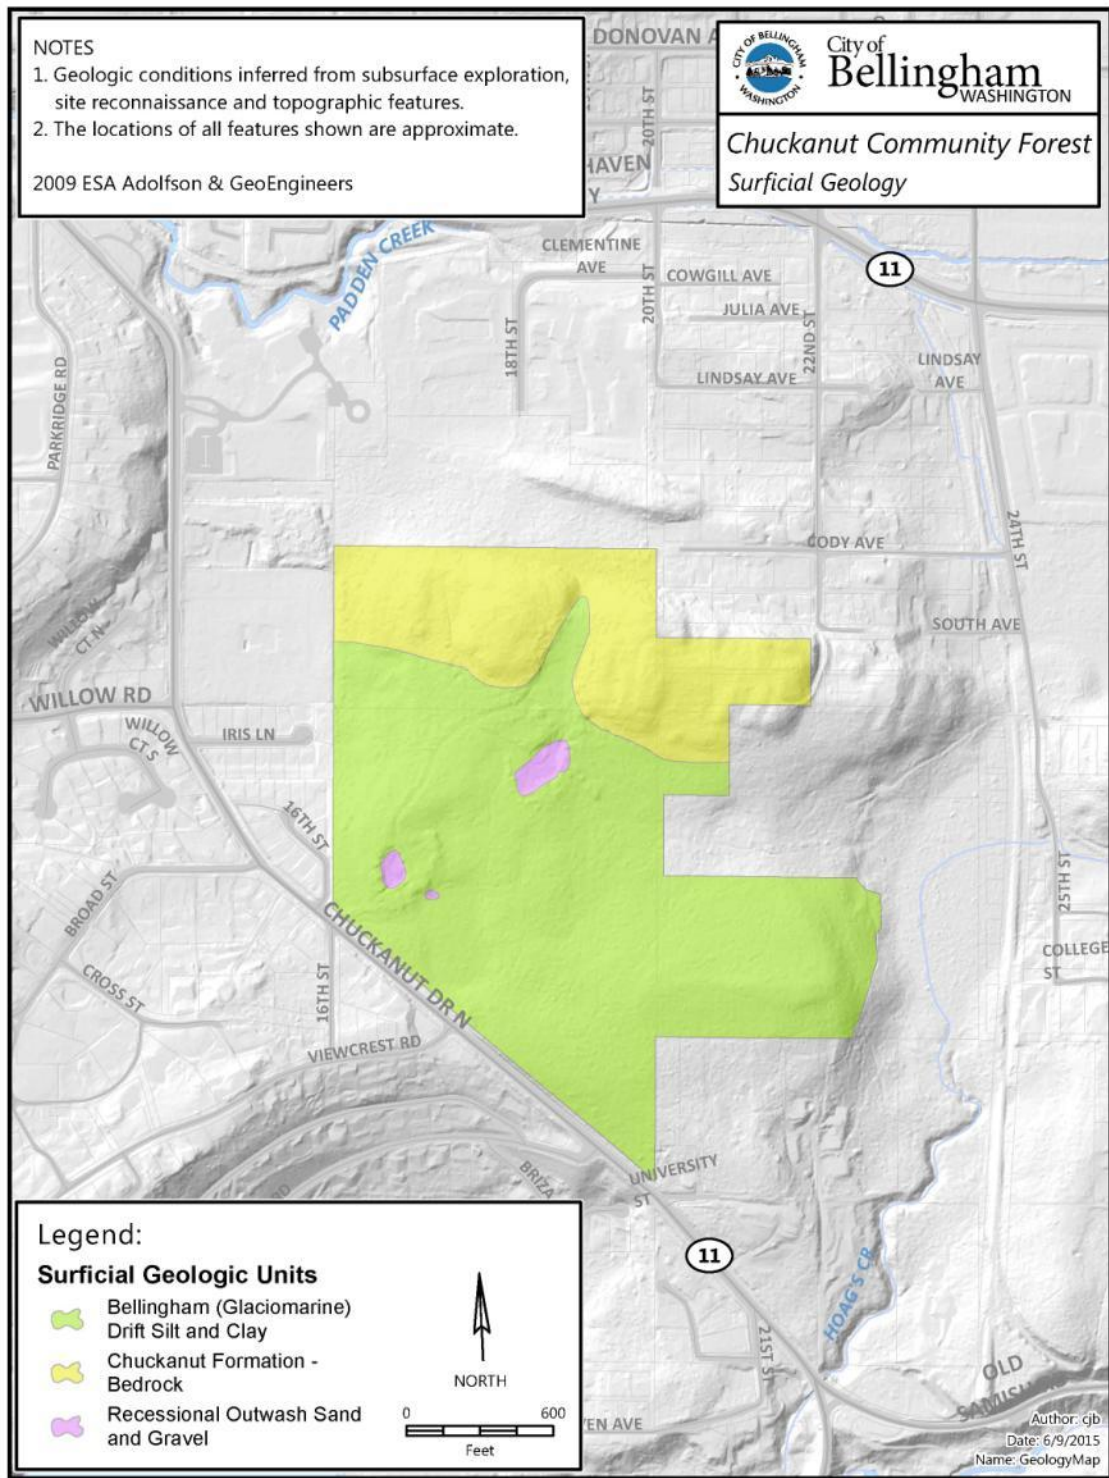 NOTES
1. Geologic conditions inferred from subsurface exploration,
site reconnaissance and topographic features.
2. The locations of all features shown are approximate.
2009 ESA Adolfson & GeoEngineers
CITY OF BELLINGHAM
WASHINGTON
City of
Bellingham
WASHINGTON
Chuckanut Community Forest
Surficial Geology
DONOVAN
20TH ST
HAVEN
PADDEN CREEK
CLEMENTINE
AVE
COWGILL AVE
11
20TH ST
JULIA AVE
18TH ST
22ND ST
LINDSAY AVE
LINDSAY
AVE
PARKRIDGE RD
24TH ST
CODY AVE
SOUTH AVE
WILLOW
CT N
WILLOW RD
WILLOW
CT S
IRIS LN
16TH ST
BROAD ST
25TH ST
CHUCKANUT DR N
CROSS ST
16TH ST
COLLEGE
ST
VIEWCREST RD
UNIVERSITY
ST
BRIZA
11
HOAG'S CR
21ST ST
OLD
SAMISH
EN AVE
Legend:
Surficial Geologic Units
Bellingham (Glaciomarine)
Drift Silt and Clay
Chuckanut Formation -
Bedrock
Recessional Outwash Sand
and Gravel
NORTH
0 600
Feet
Author: cjb
Date: 6/9/2015
Name: GeologyMap